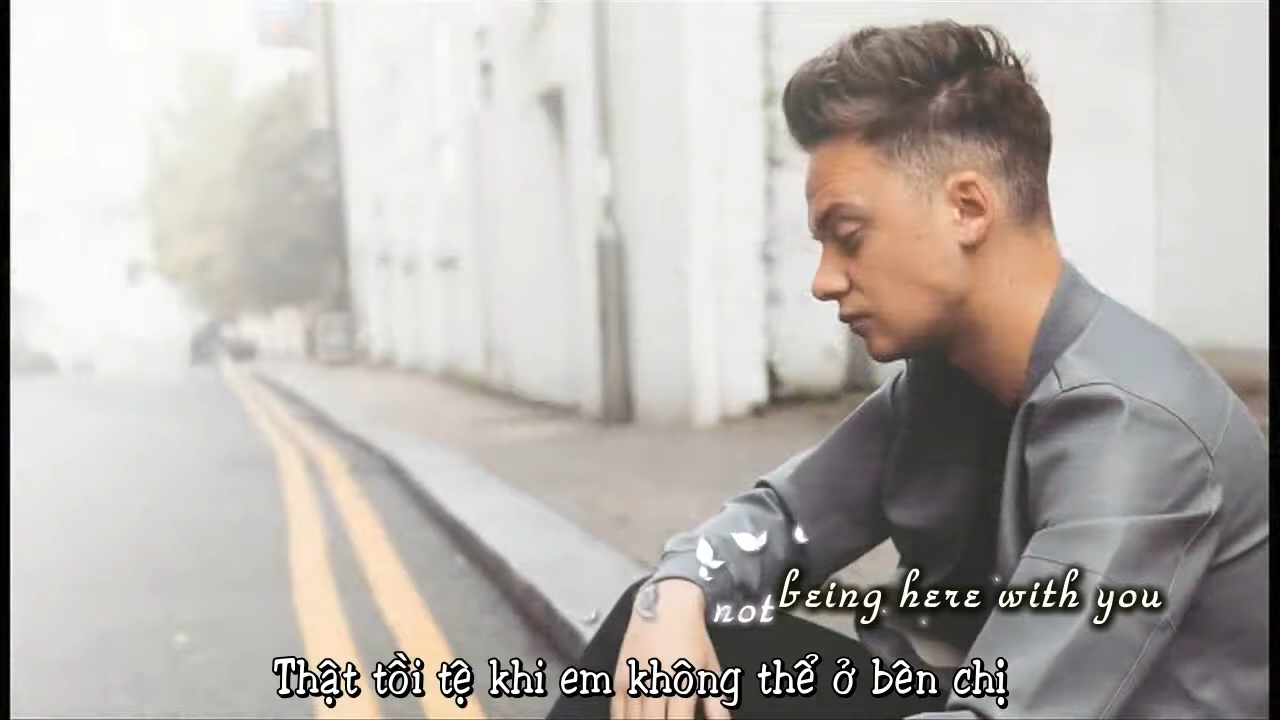 not being here with you
Thật tồi tệ khi em không thể ở bên chị